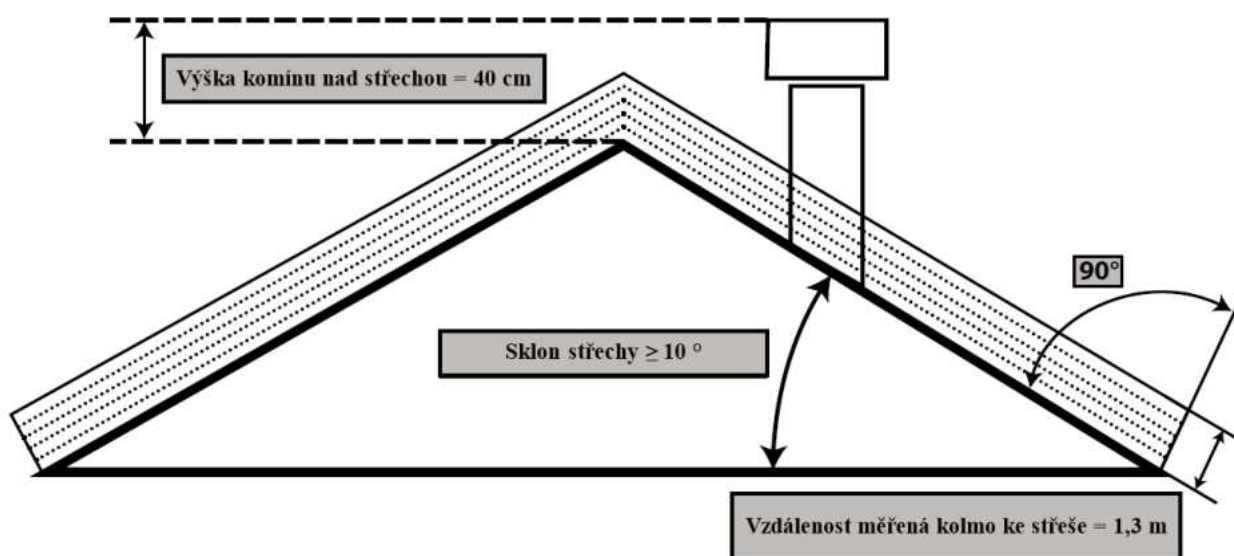 Výška komínu nad střechou = 40 cm
90°
Sklon střechy ≥ 10 °
Vzdálenost měřená kolmo ke střeše = 1,3 m